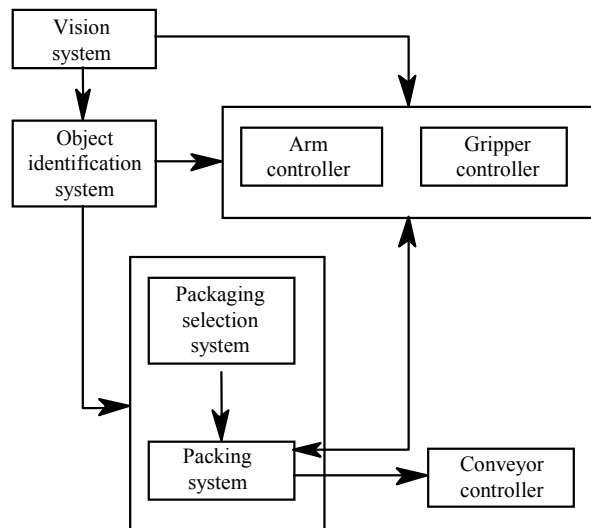 Vision
system
Object
identification
system
Arm
controller
Gripper
controller
Packaging
selection
system
Packing
system
Conveyor
controller